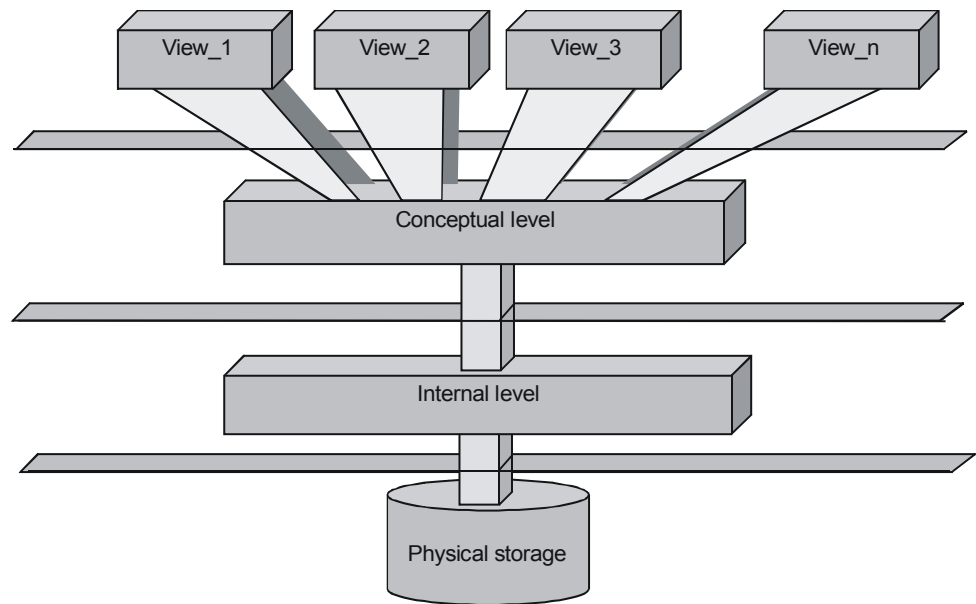 View_1
View_2
View_3
View_n
Conceptual level
Internal level
Physical storage